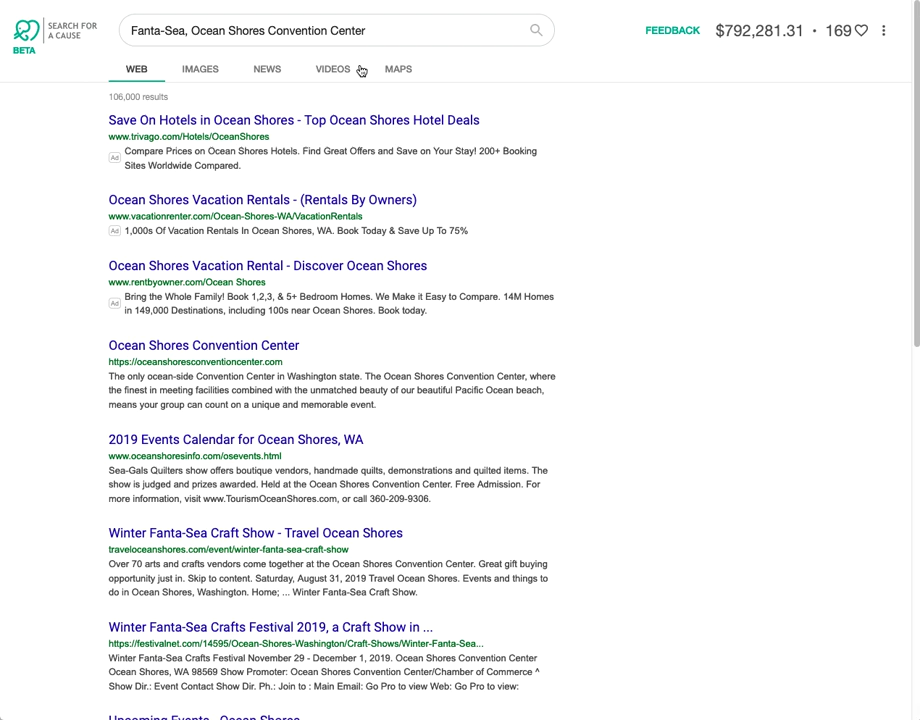 SEARCH FOR
A CAUSE
BETA
Fanta-Sea, Ocean Shores Convention Center
FEEDBACK
$792,281.31 • 169
WEB IMAGES NEWS VIDEOS MAPS
106,000 results
Save On Hotels in Ocean Shores - Top Ocean Shores Hotel Deals
www.trivago.com/Hotels/OceanShores
Ad Compare Prices on Ocean Shores Hotels. Find Great Offers and Save on Your Stay! 200+ Booking
Sites Worldwide Compared.
Ocean Shores Vacation Rentals - (Rentals By Owners)
www.vacationrenter.com/Ocean-Shores-WA/VacationRentals
Ad 1,000s Of Vacation Rentals In Ocean Shores, WA. Book Today & Save Up To 75%
Ocean Shores Vacation Rental - Discover Ocean Shores
www.rentbyowner.com/Ocean Shores
Ad Bring the Whole Family! Book 1,2,3, & 5+ Bedroom Homes. We Make it Easy to Compare. 14M Homes
in 149,000 Destinations, including 100s near Ocean Shores. Book today.
Ocean Shores Convention Center
https://oceanshoresconventioncenter.com
The only ocean-side Convention Center in Washington state. The Ocean Shores Convention Center, where
the finest in meeting facilities combined with the unmatched beauty of our beautiful Pacific Ocean beach,
means your group can count on a unique and memorable event.
2019 Events Calendar for Ocean Shores, WA
www.oceanshoresinfo.com/osevents.html
Sea-Gals Quilters show offers boutique vendors, handmade quilts, demonstrations and quilted items. The
show is judged and prizes awarded. Held at the Ocean Shores Convention Center. Free Admission. For
more information, visit www.TourismOceanShores.com, or call 360-209-9306.
Winter Fanta-Sea Craft Show - Travel Ocean Shores
traveloceanshores.com/event/winter-fanta-sea-craft-show
Over 70 arts and crafts vendors come together at the Ocean Shores Convention Center. Great gift buying
opportunity just in. Skip to content. Saturday, August 31, 2019 Travel Ocean Shores. Events and things to
do in Ocean Shores, Washington. Home; ... Winter Fanta-Sea Craft Show.
Winter Fanta-Sea Crafts Festival 2019, a Craft Show in ...
https://festivalnet.com/14595/Ocean-Shores-Washington/Craft-Shows/Winter-Fanta-Sea...
Winter Fanta-Sea Crafts Festival November 29 - December 1, 2019. Ocean Shores Convention Center
Ocean Shores, WA 98569 Show Promoter: Ocean Shores Convention Center/Chamber of Commerce ^
Show Dir.: Event Contact Show Dir. Ph.: Join to : Main Email: Go Pro to view Web: Go Pro to view:
Upcoming Events - Ocean Shores